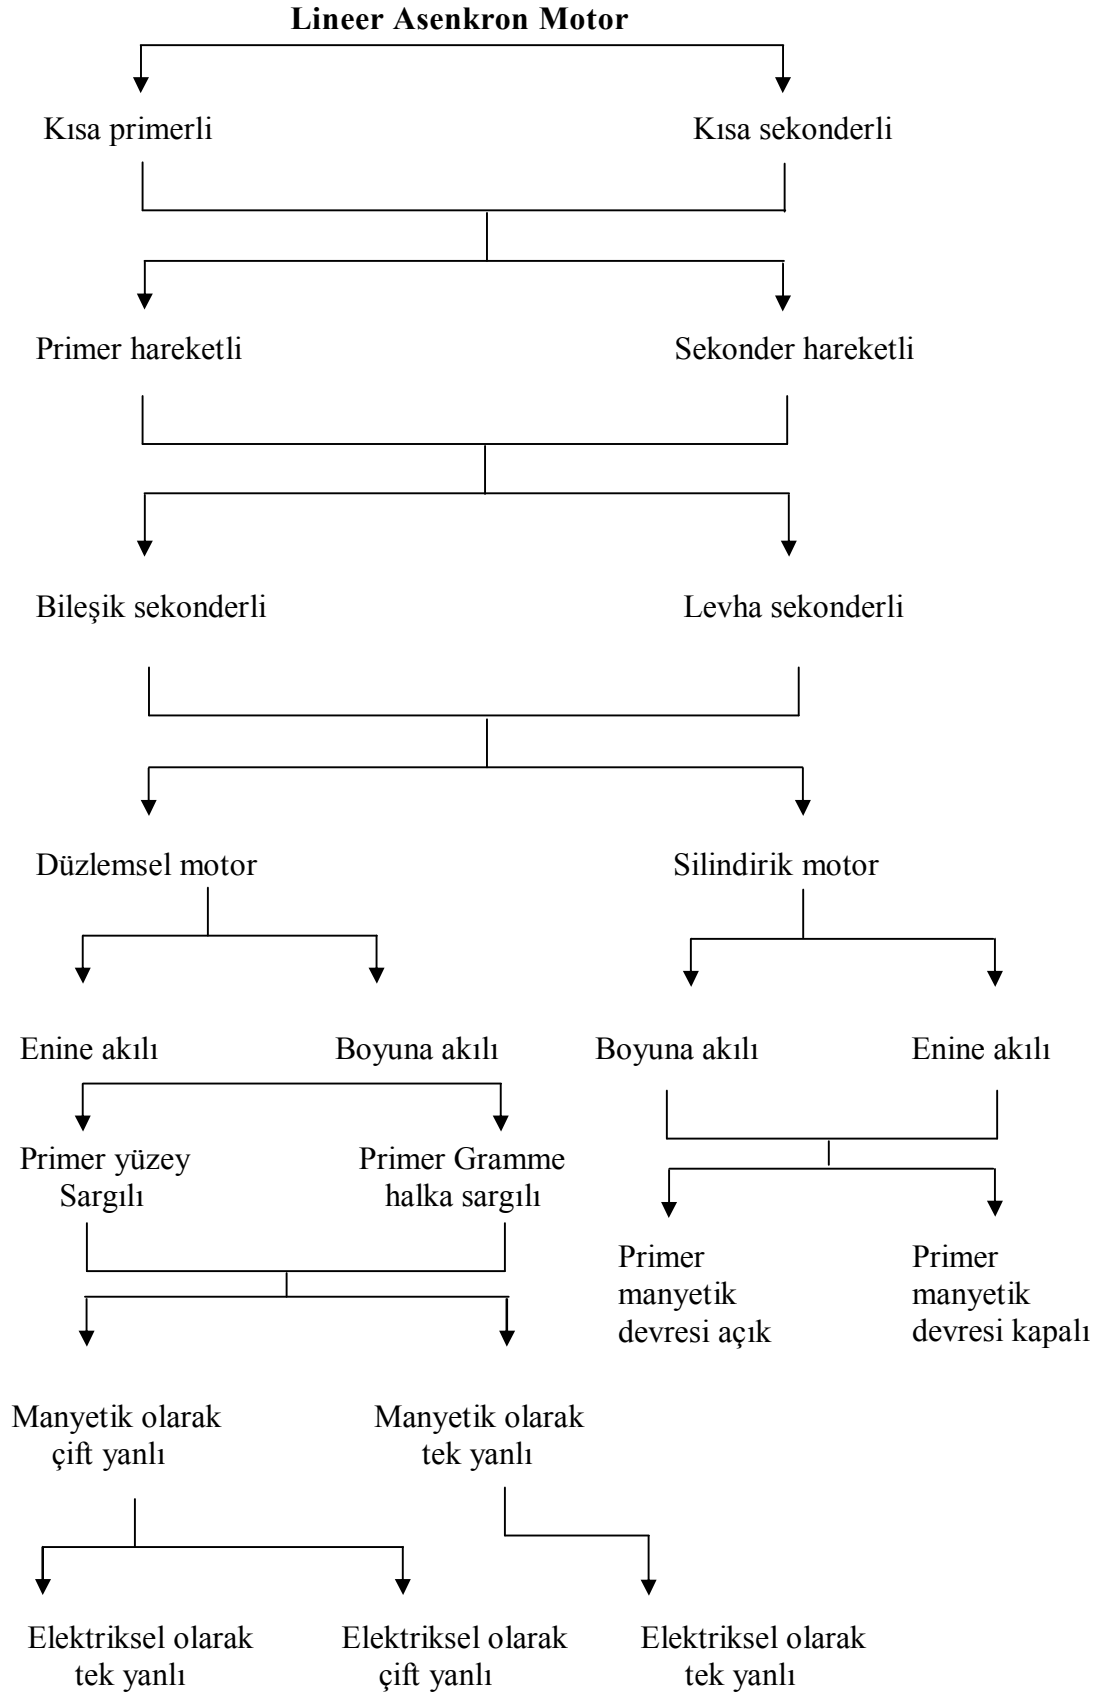 Lineer Asenkron Motor
Kısa primerli
Kısa sekonderli
Primer hareketli
Sekonder hareketli
Bileşik sekonderli
Levha sekonderli
Düzlemsel motor
Silindirik motor
Enine akılı
Boyuna akılı
Boyuna akılı
Enine akılı
Primer yüzey
Sargılı
Primer Gramme
halka sargılı
Primer
manyetik
devresi açık
Primer
manyetik
devresi kapalı
Manyetik olarak
çift yanlı
Manyetik olarak
tek yanlı
Elektriksel olarak
tek yanlı
Elektriksel olarak
çift yanlı
Elektriksel olarak
tek yanlı